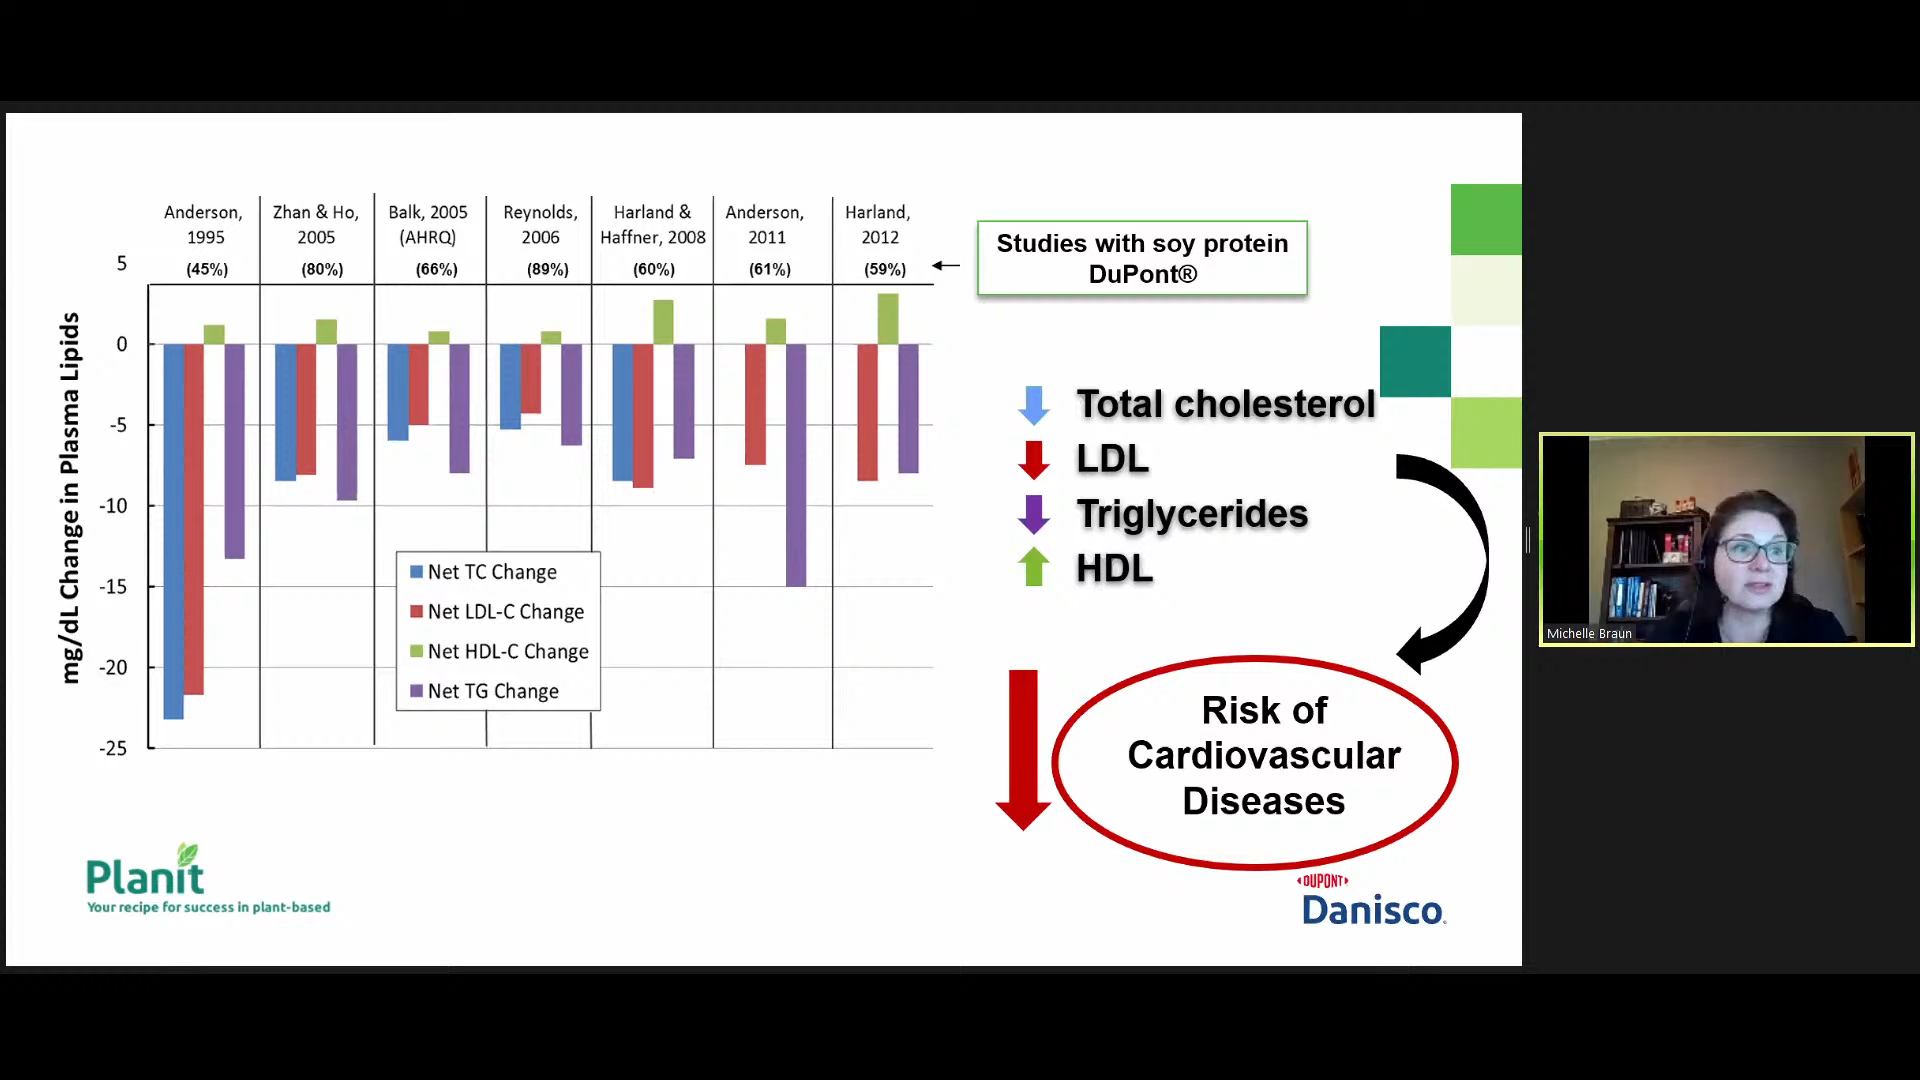 Anderson,
1995
(45%)
Zhan & Ho,
2005
(80%)
Balk, 2005
(AHRQ)
(66%)
Reynolds,
2006
(89%)
Harland &
Haffner, 2008
(60%)
Anderson,
2011
(61%)
Harland,
2012
(59%)
Studies with soy protein
DuPont®
mg/dL Change in Plasma Lipids
5
0
-5
-10
-15
-20
-25
Net TC Change
Net LDL-C Change
Net HDL-C Change
Net TG Change
Total cholesterol
LDL
Triglycerides
HDL
Risk of
Cardiovascular
Diseases
Planit
Your recipe for success in plant-based
DUPONT
Danisco.
Michelle Braun